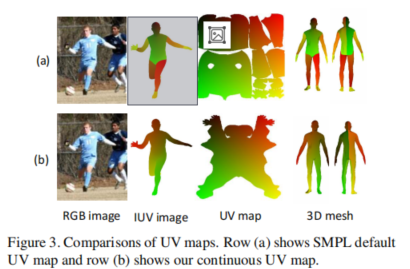 (a)
(b)
RGB image IUV image UV map 3D mesh
Figure 3. Comparisons of UV maps. Row (a) shows SMPL default
UV map and row (b) shows our continuous UV map.